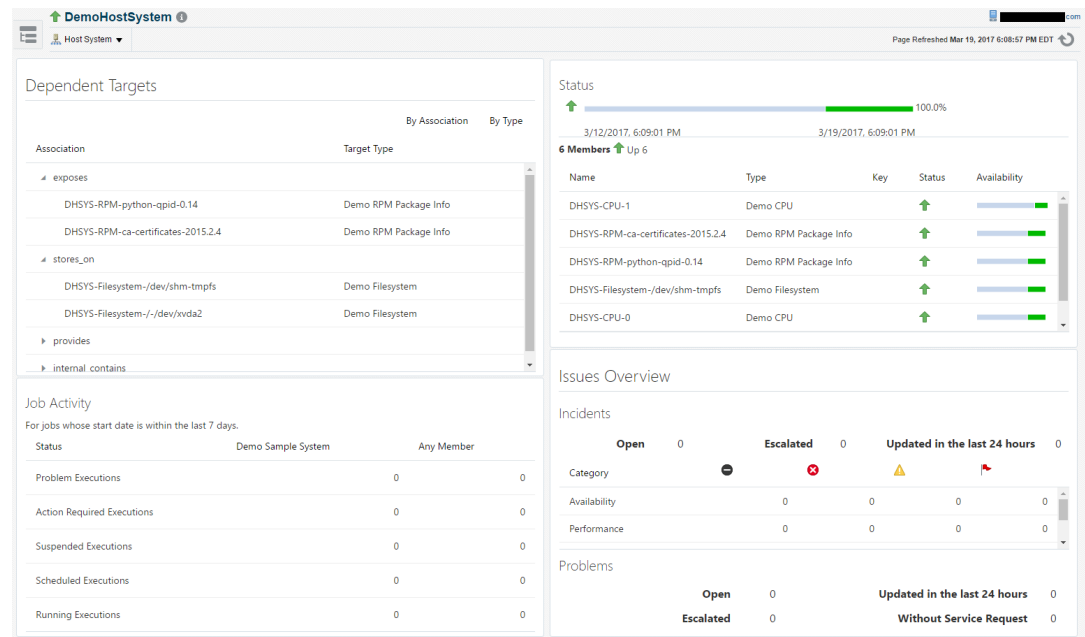 DemoHostSystem
com
Host System
Page Refreshed Mar 19, 2017 6:08:57 PM EDT
Dependent Targets
By Association By Type
Association Target Type
exposes
DHSYS-RPM-python-qpid-0.14 Demo RPM Package Info
DHSYS-RPM-ca-certificates-2015.2.4 Demo RPM Package Info
stores_on
DHSYS-Filesystem-/dev/shm-tmpfs Demo Filesystem
DHSYS-Filesystem-/-/dev/xvda2 Demo Filesystem
provides
internal_contains
Job Activity
For jobs whose start date is within the last 7 days.
Status Demo Sample System Any Member
Problem Executions 0 0
Action Required Executions 0 0
Suspended Executions 0 0
Scheduled Executions 0 0
Running Executions 0 0
Status
100.0%
3/12/2017, 6:09:01 PM 3/19/2017, 6:09:01 PM
6 Members Up 6
Name Type Key Status Availability
DHSYS-CPU-1 Demo CPU
DHSYS-RPM-ca-certificates-2015.2.4 Demo RPM Package Info
DHSYS-RPM-python-qpid-0.14 Demo RPM Package Info
DHSYS-Filesystem-/dev/shm-tmpfs Demo Filesystem
DHSYS-CPU-0 Demo CPU
Issues Overview
Incidents
Open 0 Escalated 0 Updated in the last 24 hours 0
Category
Availability 0 0 0 0
Performance 0 0 0 0
Problems
Open 0 Updated in the last 24 hours 0
Escalated 0 Without Service Request 0